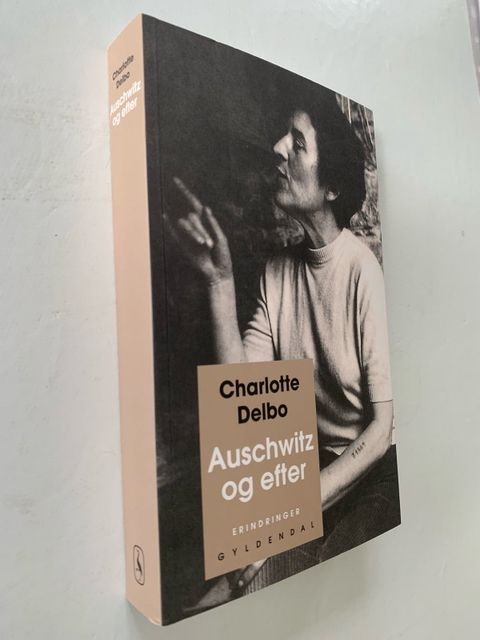 Charlotte
Delbo
Auschwitz
og efter
Charlotte
Delbo
Auschwitz
og efter
ERINDRINGER
GYLDENDAL